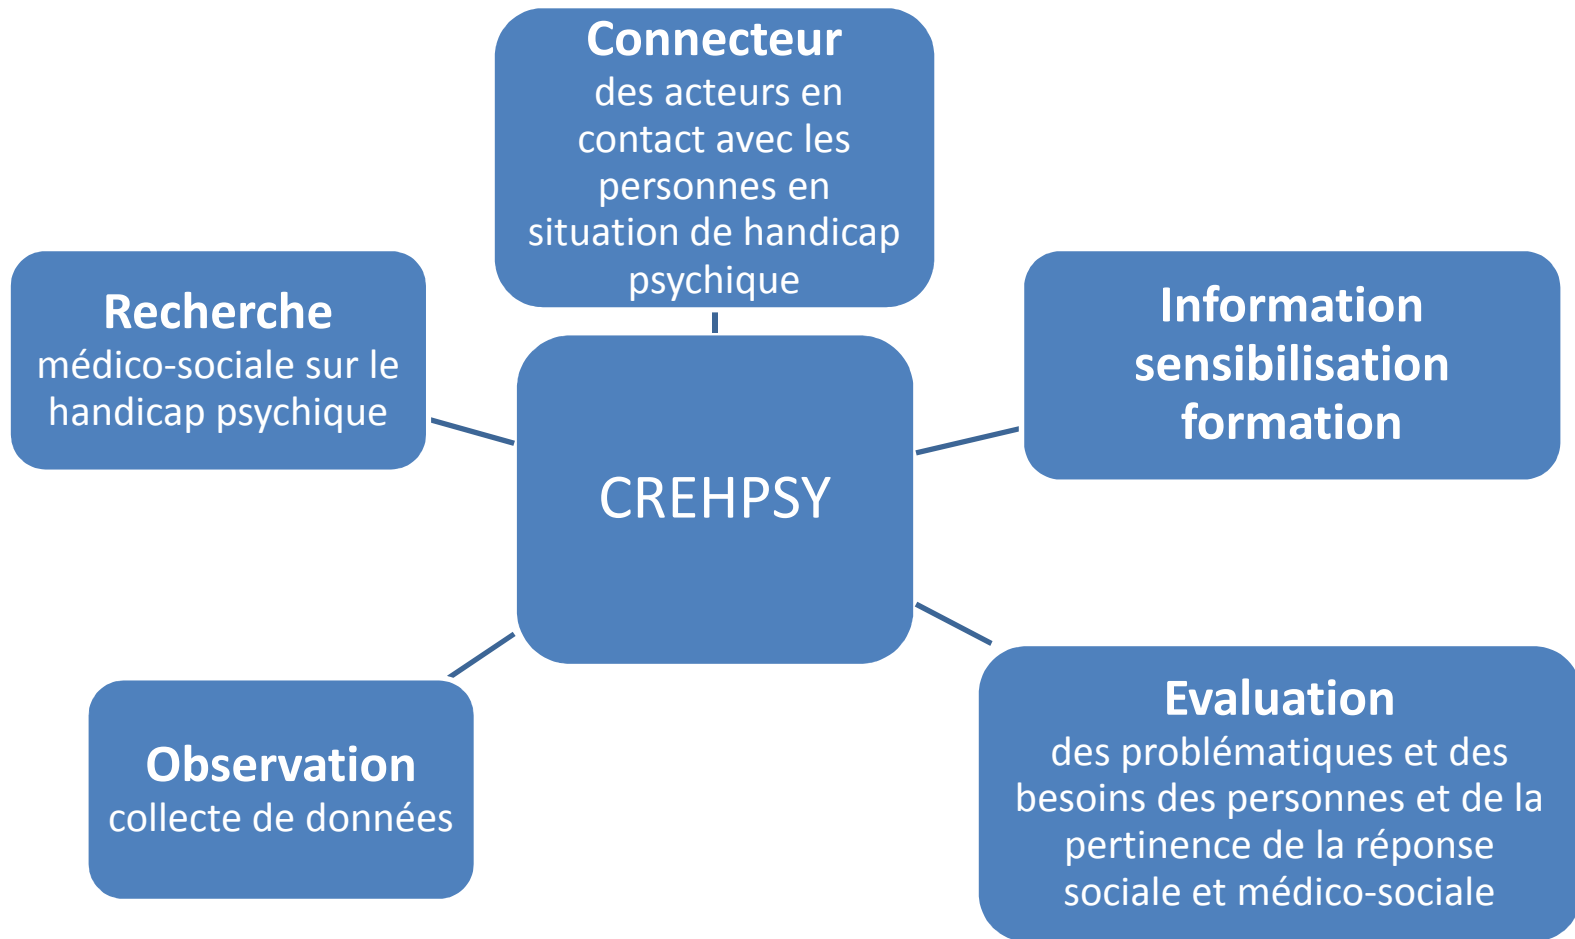 Connecteur
des acteurs en
contact avec les
personnes en
situation de handicap
psychique
Recherche
médico-sociale sur le
handicap psychique
Information
sensibilisation
formation
CREHPSY
Observation
collecte de données
Evaluation
des problématiques et des
besoins des personnes et de la
pertinence de la réponse
sociale et médico-sociale